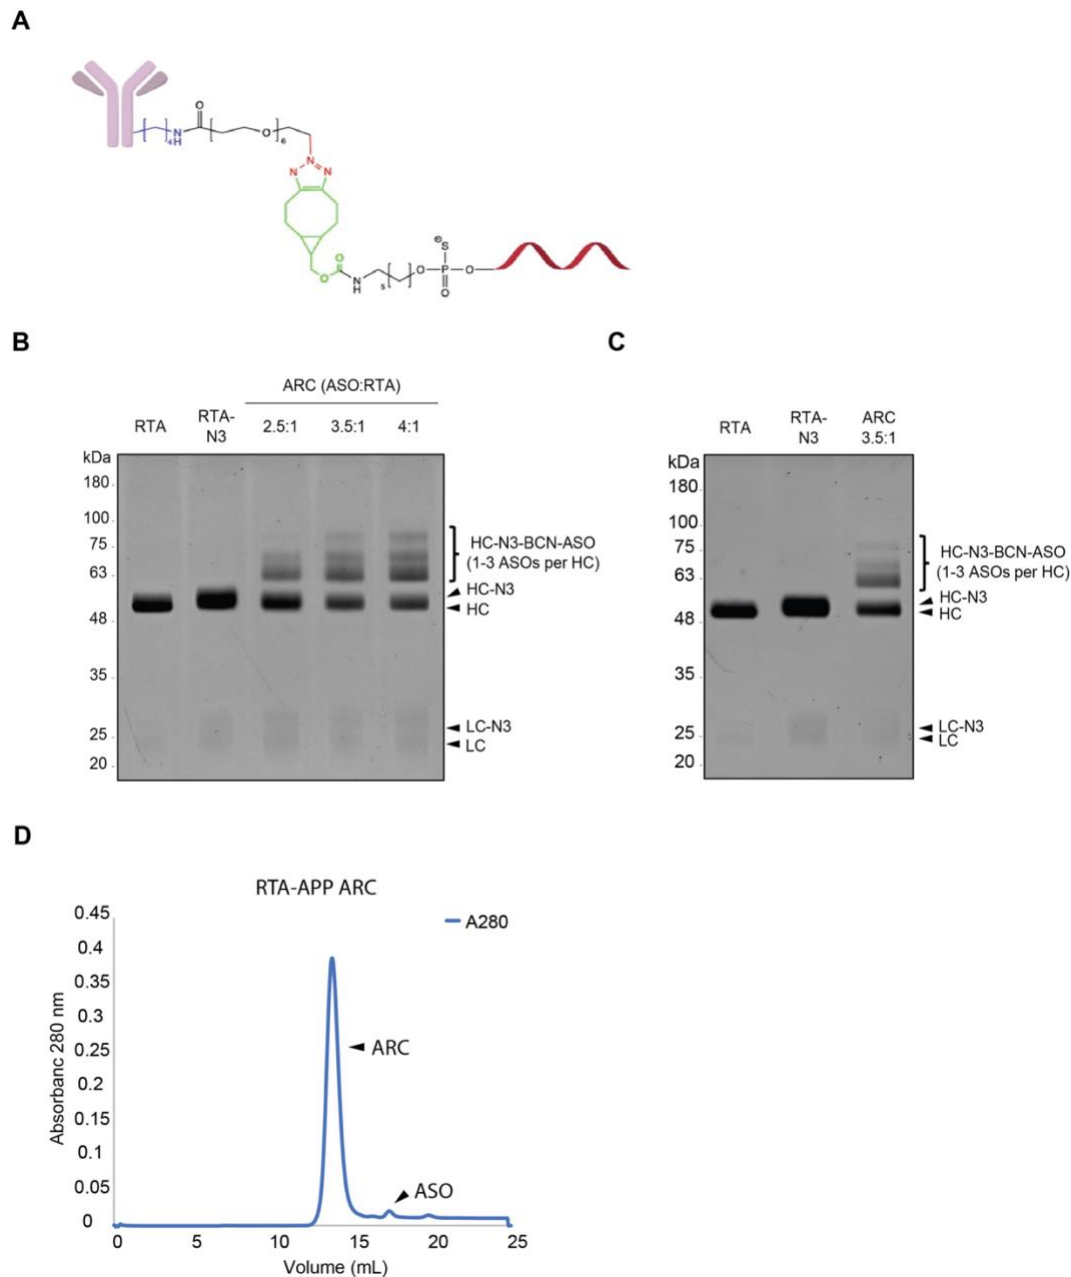 A
4
N
H
O
O
6
N
N
N
O
O
N
H
5
O
⊖
S
P
O
O
B
C
ARC (ASO:RTA)
RTA
RTA-
N3
2.5:1
3.5:1
4:1
kDa
180
100
75
63
48
35
25
20
HC-N3-BCN-ASO
(1-3 ASOs per HC)
HC-N3
HC
LC-N3
LC
RTA
RTA-
N3
ARC
3.5:1
kDa
180
100
75
63
48
35
25
20
HC-N3-BCN-ASO
(1-3 ASOs per HC)
HC-N3
HC
LC-N3
LC
D
RTA-APP ARC
A280
Absorbanc 280 nm
0.45
0.4
0.35
0.3
0.25
0.2
0.15
0.1
0.05
0
ARC
ASO
0 5 10 15 20 25
Volume (mL)